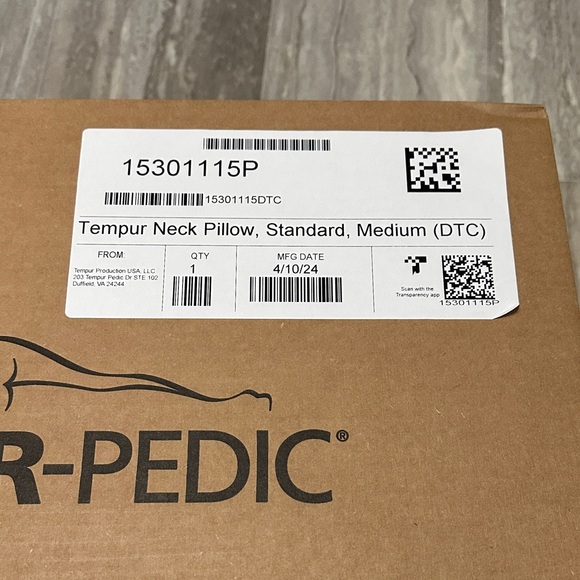 15301115P
15301115DTC
Tempur Neck Pillow, Standard, Medium (DTC)
FROM:
Tempur Production USA, LLC
203 Tempur Pedic Dr STE 102
Duffield, VA 24244
QTY
1
MFG DATE
4/10/24
Scan with the
Transparency app
15301115P
R-PEDIC®